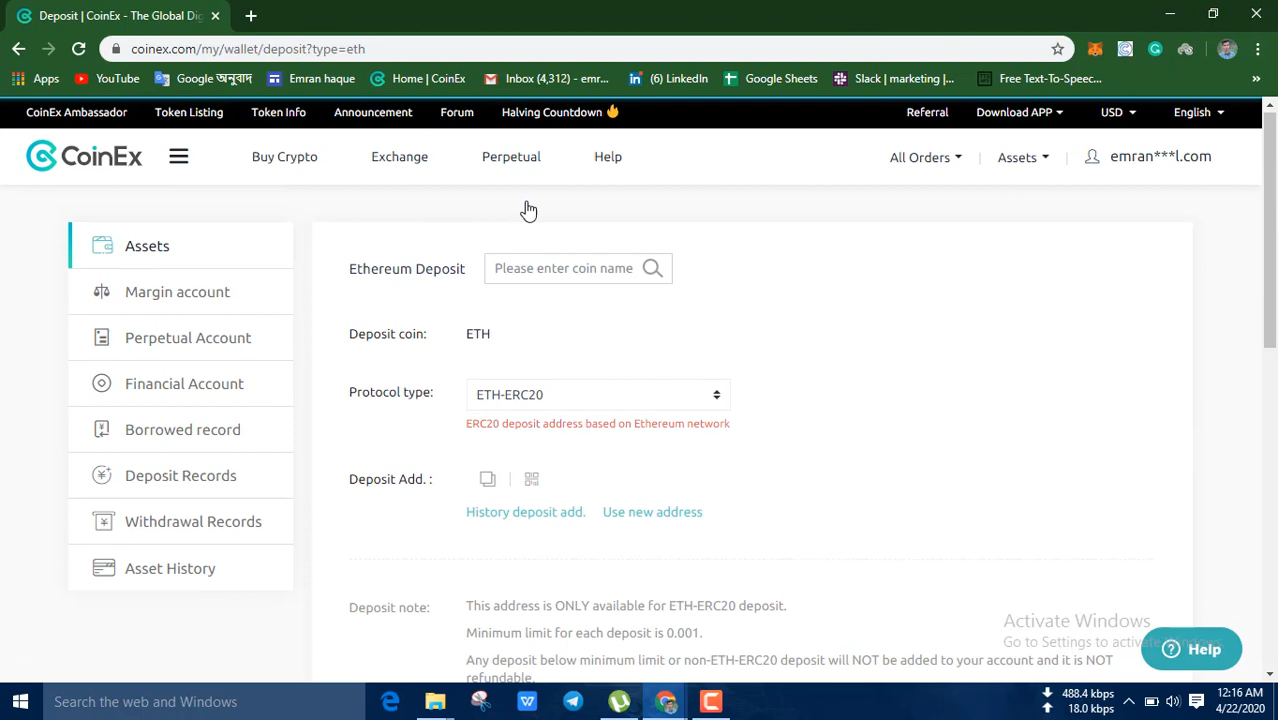 Deposit | CoinEx - The Global Dig
coinex.com/my/wallet/deposit?type=eth
Apps YouTube Google অনুবাদ Emran haque Home | CoinEx Inbox (4,312) - emr... (6) LinkedIn Google Sheets Slack | marketing |... Free Text-To-Spec... »
CoinEx Ambassador Token Listing Token Info Announcement Forum Halving Countdown Referral Download APP USD English
CoinEx Buy Crypto Exchange Perpetual Help All Orders Assets emran***l.com
Assets
Margin account
Perpetual Account
Financial Account
Borrowed record
Deposit Records
Withdrawal Records
Asset History
Ethereum Deposit Please enter coin name
Deposit coin: ETH
Protocol type: ETH-ERC20
ERC20 deposit address based on Ethereum network
Deposit Add. :
History deposit add. Use new address
Deposit note: This address is ONLY available for ETH-ERC20 deposit.
Minimum limit for each deposit is 0.001.
Any deposit below minimum limit or non-ETH-ERC20 deposit will NOT be added to your account and it is NOT
refundable.
Activate Windows
Go to Settings to activate Windows.
Help
Search the web and Windows
488.4 kbps
18.0 kbps
12:16 AM
4/22/2020